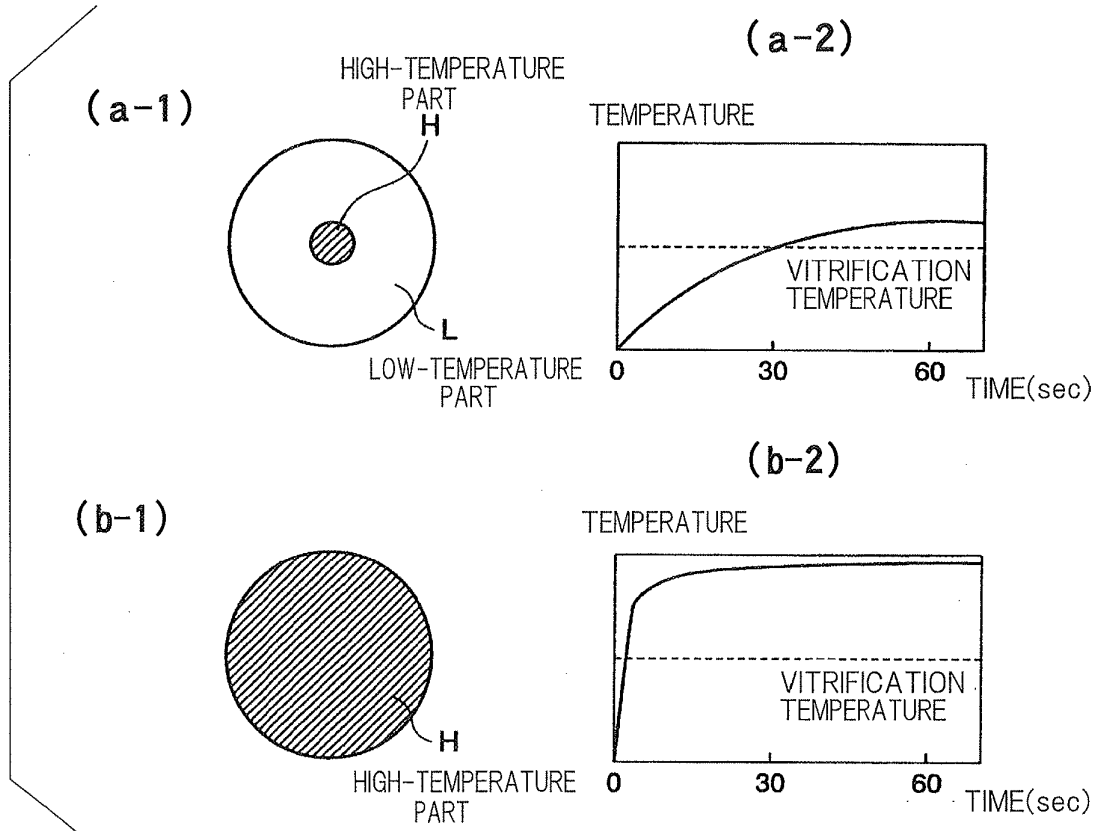 (a-1)
HIGH-TEMPERATURE
PART
H
L
LOW-TEMPERATURE
PART
(a-2)
TEMPERATURE
VITRIFICATION
TEMPERATURE
0 30 60
TIME(sec)
(b-1)
H
HIGH-TEMPERATURE
PART
(b-2)
TEMPERATURE
VITRIFICATION
TEMPERATURE
0 30 60
TIME(sec)